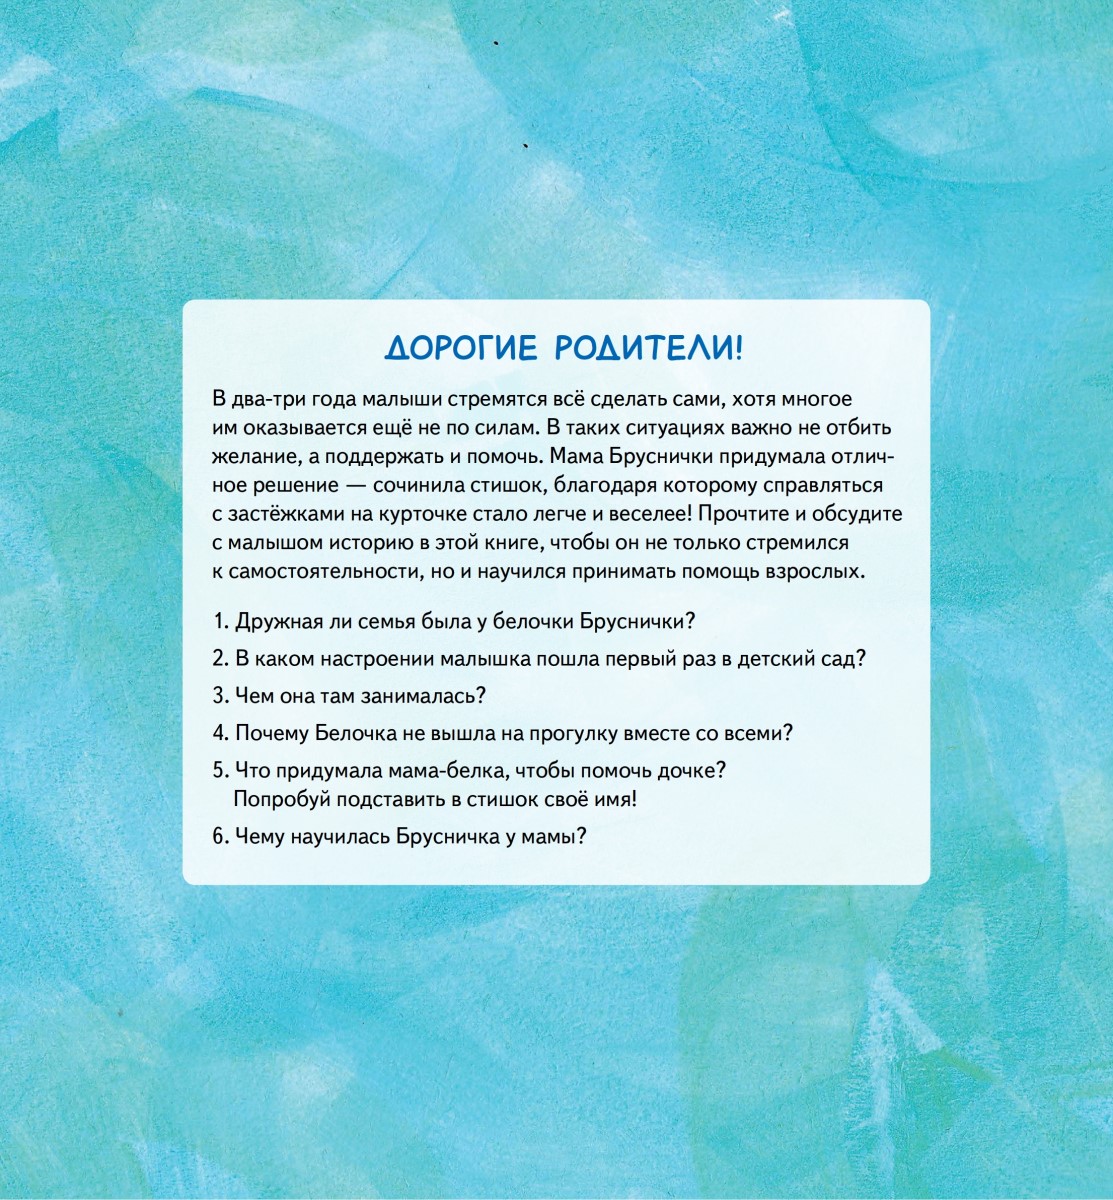 ДОРОГИЕ РОДИТЕЛИ!
В два-три года малыши стремятся всё сделать сами, хотя многое
им оказывается ещё не по силам. В таких ситуациях важно не отбить
желание, а поддержать и помочь. Мама Бруснички придумала отлич-
ное решение — сочинила стишок, благодаря которому справляться
с застёжками на курточке стало легче и веселее! Прочтите и обсудите
с малышом историю в этой книге, чтобы он не только стремился
к самостоятельности, но и научился принимать помощь взрослых.
1. Дружная ли семья была у белочки Бруснички?
2. В каком настроении малышка пошла первый раз в детский сад?
3. Чем она там занималась?
4. Почему Белочка не вышла на прогулку вместе со всеми?
5. Что придумала мама-белка, чтобы помочь дочке?
Попробуй подставить в стишок своё имя!
6. Чему научилась Брусничка у мамы?